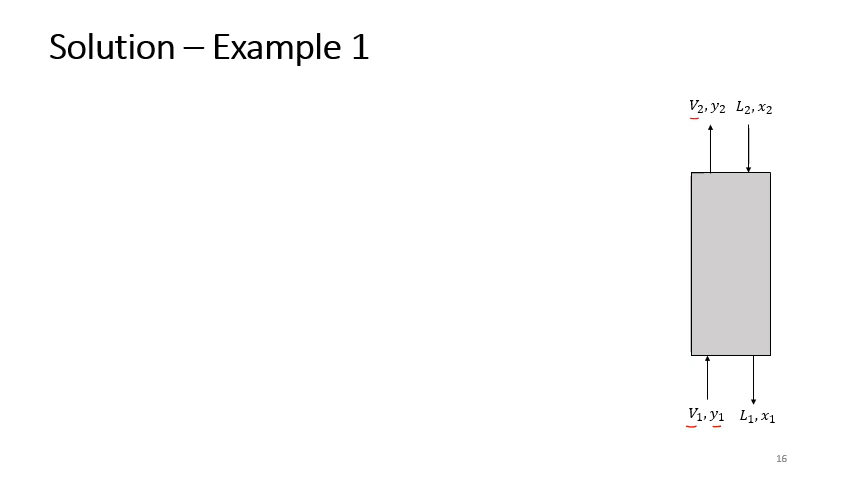 Solution – Example 1
V₂, y₂ L₂, x₂
V₁, y₁ L₁, x₁
16